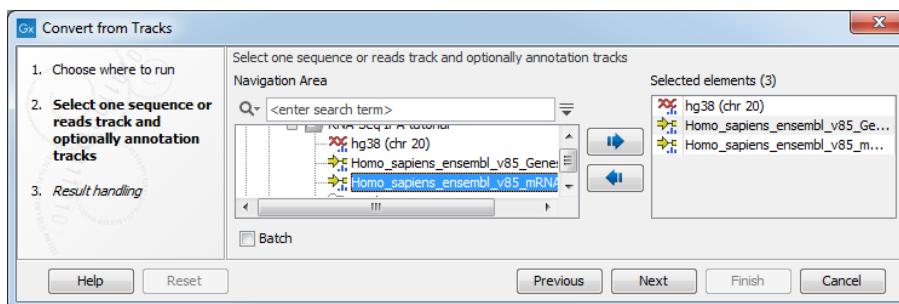 Gx Convert from Tracks
1. Choose where to run
2. Select one sequence or
reads track and
optionally annotation
tracks
3. Result handling
Select one sequence or reads track and optionally annotation tracks
Navigation Area
<enter search term>
hg38 (chr 20)
Homo_sapiens_ensembl_v85_Genes
Homo_sapiens_ensembl_v85_mRNA
Batch
Selected elements (3)
hg38 (chr 20)
Homo_sapiens_ensembl_v85_Ge...
Homo_sapiens_ensembl_v85_m...
Help
Reset
Previous
Next
Finish
Cancel